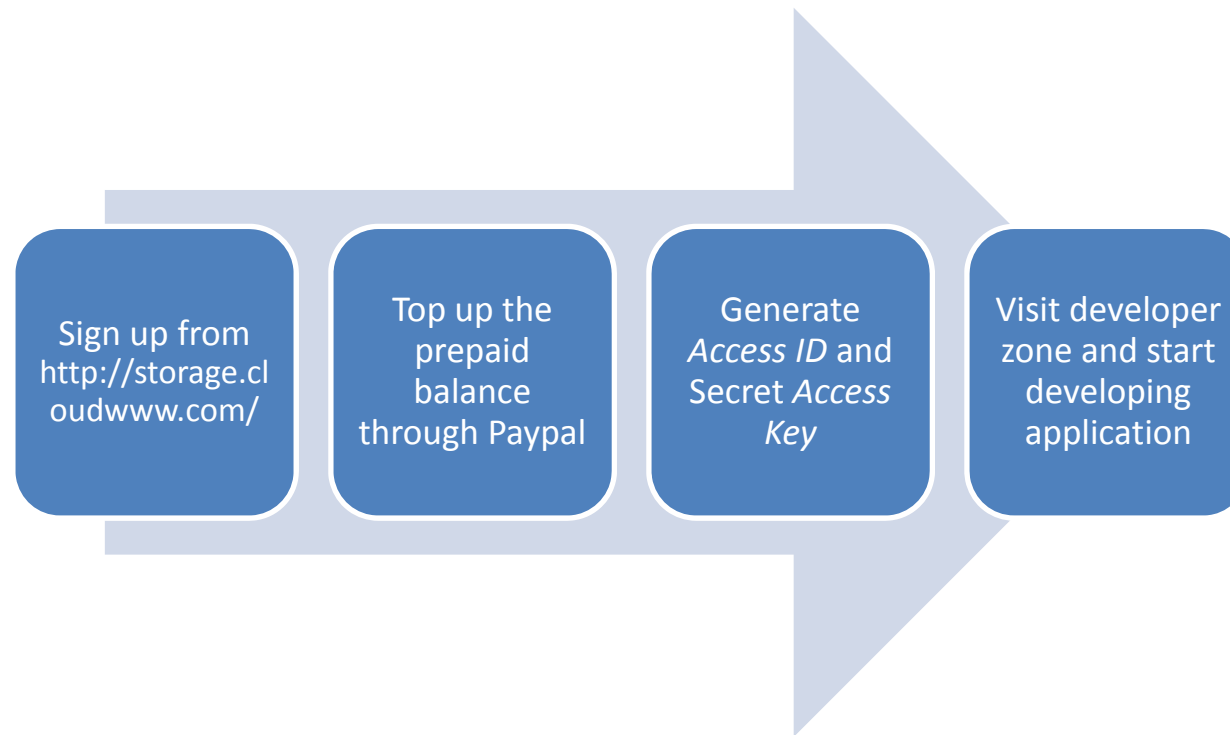 Sign up from
http://storage.cl
oudwww.com/
Top up the
prepaid
balance
through Paypal
Generate
Access ID and
Secret Access
Key
Visit developer
zone and start
developing
application